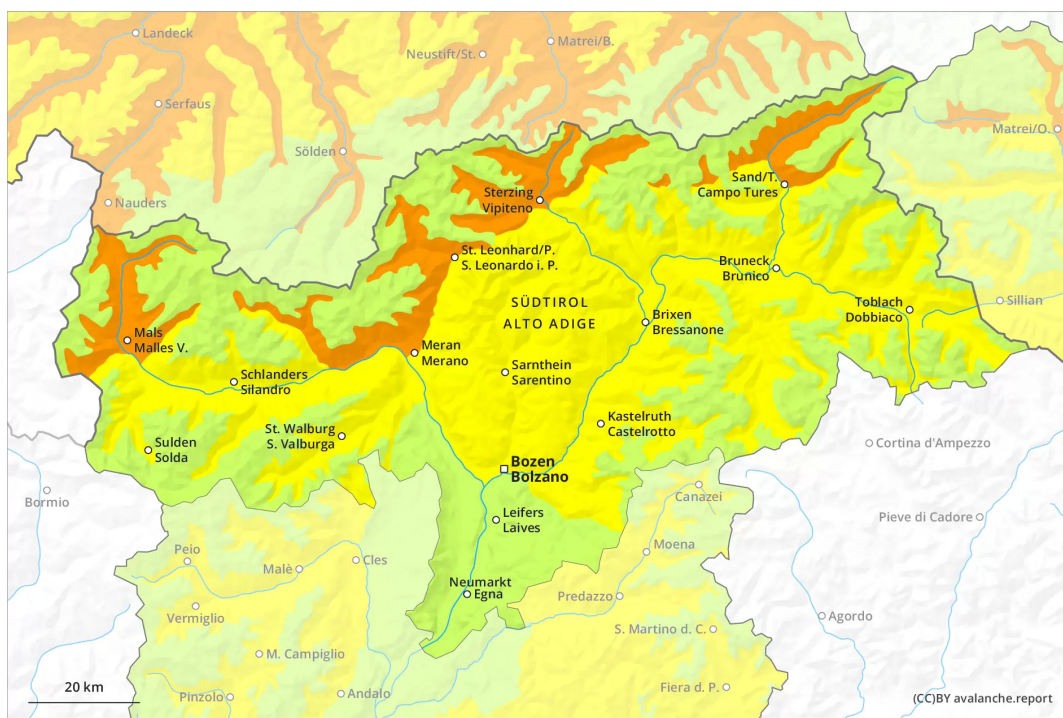 Landeck
Matrei/B.
Neustift/St.
Serfaus
Matrei/O.
Sölden
Sand/T.
Campo Tures
Sterzing
Vipiteno
Nauders
St. Leonhard/P.
S. Leonardo i. P.
Bruneck
Brunico
SÜDTIROL
ALTO ADIGE
Toblach
Dobbiaco
Sillian
Brixen
Bressanone
Mals
Malles V.
Meran
Merano
Sarnthein
Sarentino
Schlanders
Silandro
St. Walburg
S. Valburga
Kastelruth
Castelrotto
Sulden
Solda
Cortina d'Ampezzo
Bozen
Bolzano
Bormio
Canazei
Leifers
Laives
Pieve di Cadore
Moena
Peio
Cles
Malè
Neumarkt
Egna
Predazzo
Vermiglio
Agordo
S. Martino d. C.
M. Campiglio
20 km
Pinzolo
Andalo
Fiera d. P.
(CC)BY avalanche.report